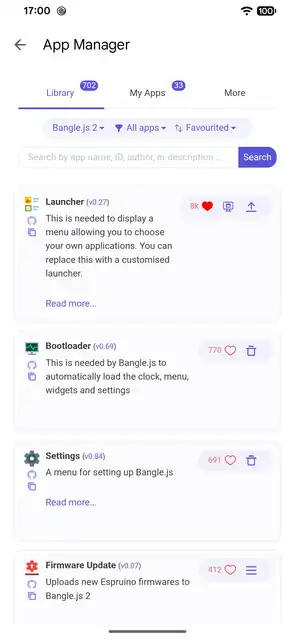 17:00
100
App Manager
Library 702
My Apps 33
More
Bangle.js 2
All apps
Favourited
Search by app name, ID, author, or description ...
Search
Launcher (v0.27)
8k
This is needed to display a
menu allowing you to choose
your own applications. You can
replace this with a customised
launcher.
Read more...
Bootloader (v0.69)
770
This is needed by Bangle.js to
automatically load the clock, menu,
widgets and settings
Settings (v0.84)
691
A menu for setting up Bangle.js
Read more...
Firmware Update (v0.07)
412
Uploads new Espruino firmwares to
Bangle.js 2